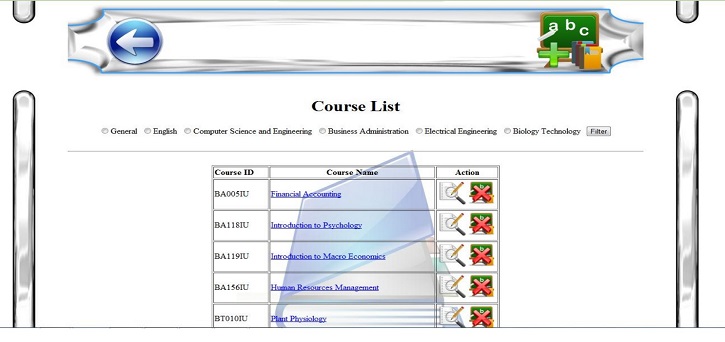 a b c
Course List
General English Computer Science and Engineering Business Administration Electrical Engineering Biology Technology Filter
Course ID Course Name Action
BA005IU Financial Accounting
BA118IU Introduction to Psychology
BA119IU Introduction to Macro Economics
BA156IU Human Resources Management
BT010IU Plant Physiology